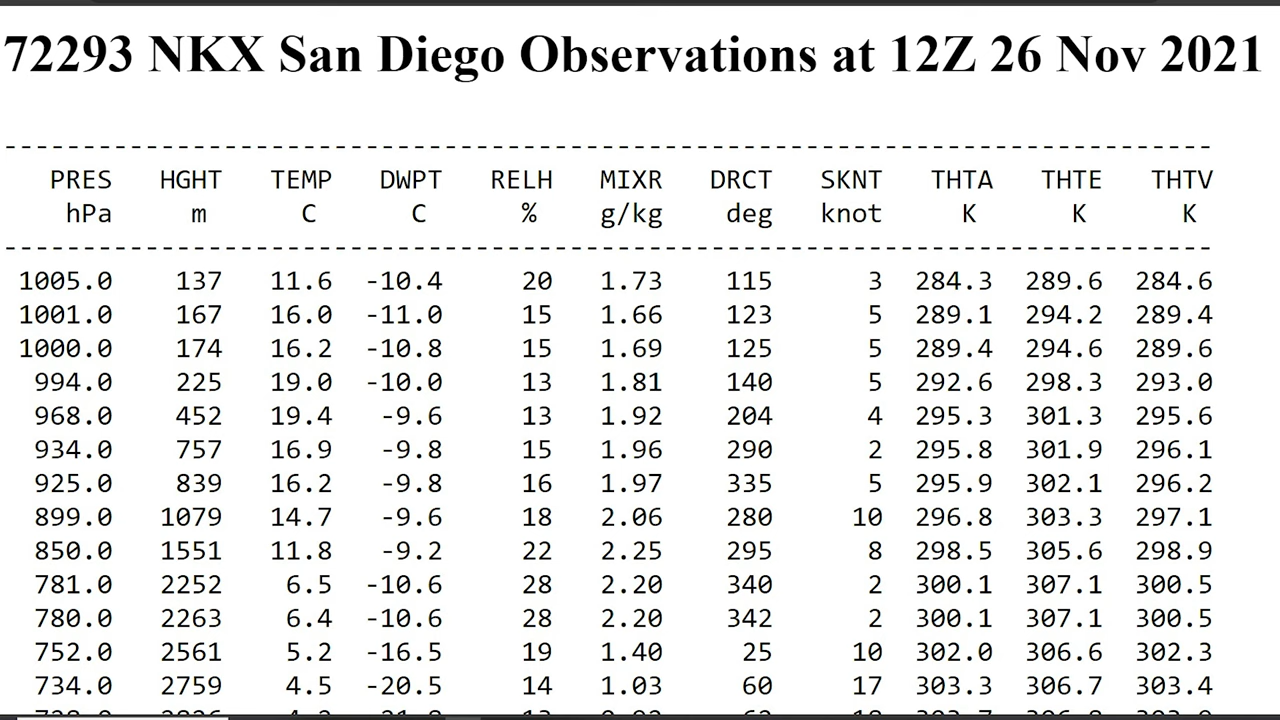 72293 NKX San Diego Observations at 12Z 26 Nov 2021
-----------------------------------------------------------------------------
PRES HGHT TEMP DWPT RELH MIXR DRCT SKNT THTA THTE THTV
hPa m C C % g/kg deg knot K K K
-----------------------------------------------------------------------------
1005.0 137 11.6 -10.4 20 1.73 115 3 284.3 289.6 284.6
1001.0 167 16.0 -11.0 15 1.66 123 5 289.1 294.2 289.4
1000.0 174 16.2 -10.8 15 1.69 125 5 289.4 294.6 289.6
994.0 225 19.0 -10.0 13 1.81 140 5 292.6 298.3 293.0
968.0 452 19.4 -9.6 13 1.92 204 4 295.3 301.3 295.6
934.0 757 16.9 -9.8 15 1.96 290 2 295.8 301.9 296.1
925.0 839 16.2 -9.8 16 1.97 335 5 295.9 302.1 296.2
899.0 1079 14.7 -9.6 18 2.06 280 10 296.8 303.3 297.1
850.0 1551 11.8 -9.2 22 2.25 295 8 298.5 305.6 298.9
781.0 2252 6.5 -10.6 28 2.20 340 2 300.1 307.1 300.5
780.0 2263 6.4 -10.6 28 2.20 342 2 300.1 307.1 300.5
752.0 2561 5.2 -16.5 19 1.40 25 10 302.0 306.6 302.3
734.0 2759 4.5 -20.5 14 1.03 60 17 303.3 306.7 303.4